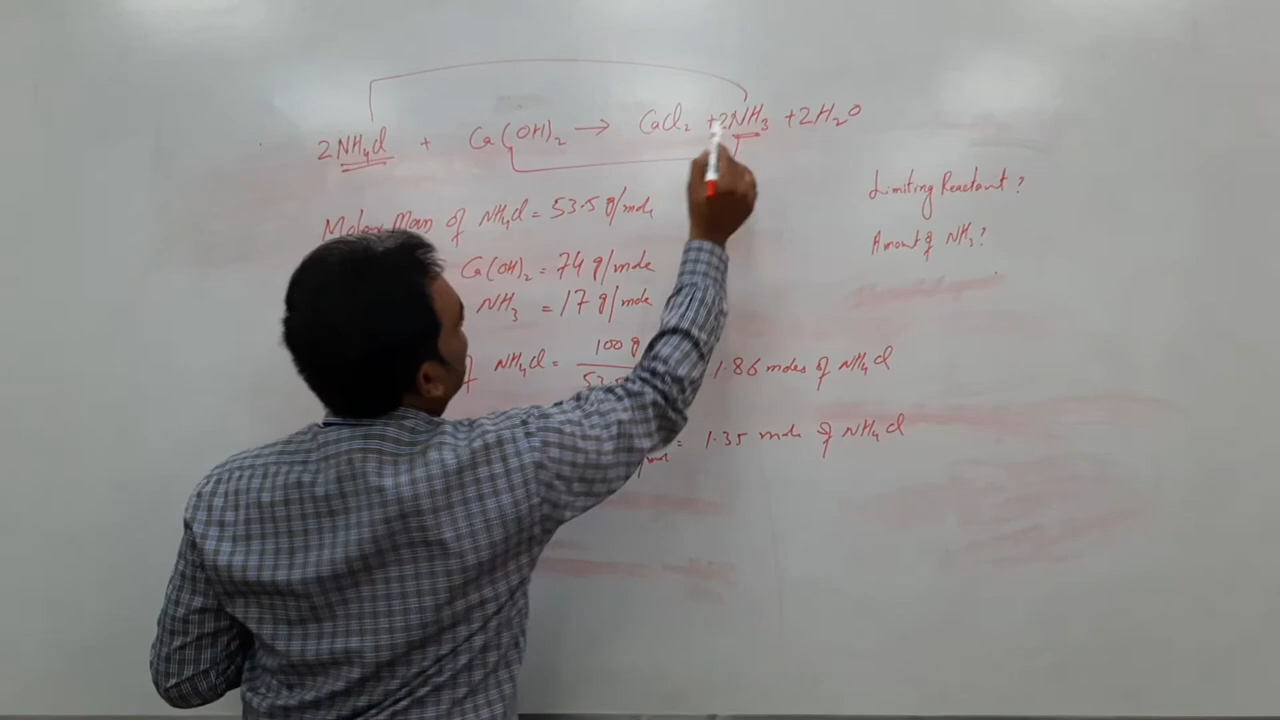 2NH₄Cl + Ca(OH)₂ → CaCl₂ + 2NH₃ + 2H₂O
Limiting Reactant ?
Molar Mass of NH₄Cl = 53.5 g/mole
Amount of NH₃ ?
Ca(OH)₂ = 74 g/mole
NH₃ = 17 g/mole
of NH₄Cl = 100 g
53.5 1.86 moles of NH₄Cl
= 1.35 mole of NH₄Cl